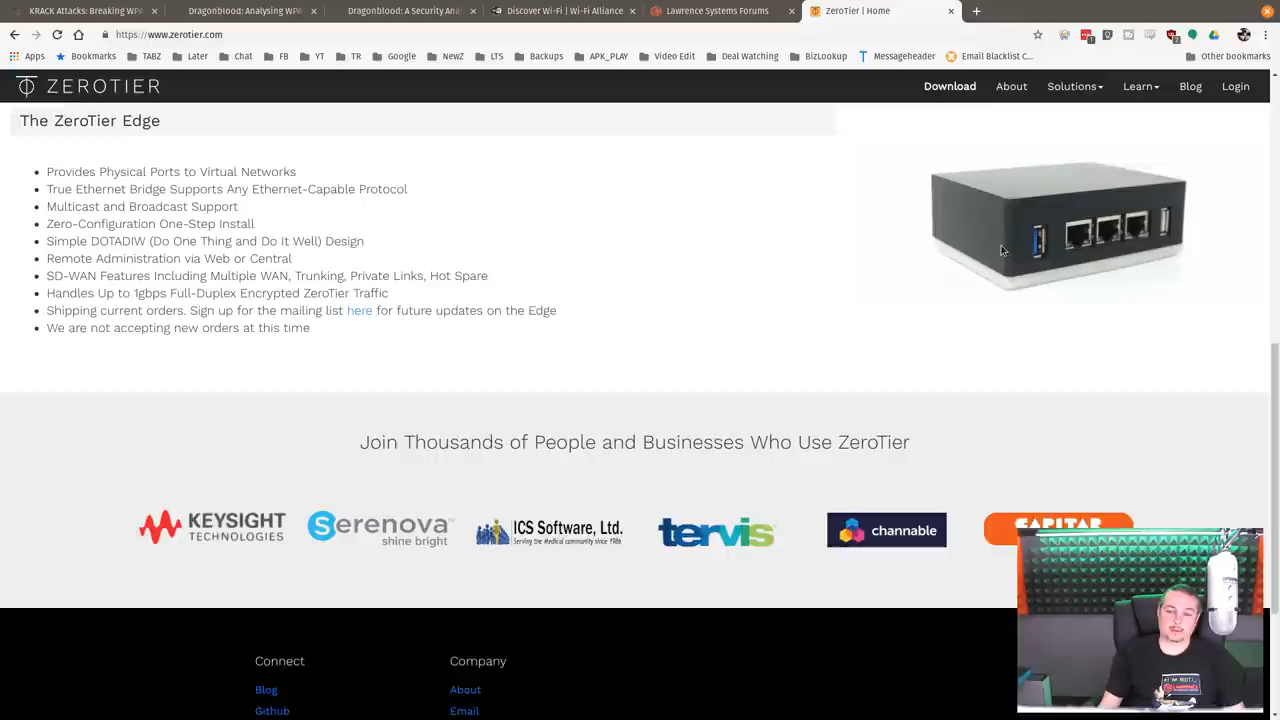 KRACK Attacks: Breaking WPA
Dragonblood: Analysing WPA
Dragonblood: A Security Ana
Discover Wi-Fi | Wi-Fi Alliance
Lawrence Systems Forums
ZeroTier | Home
https://www.zerotier.com
Apps
Bookmarks
TABZ
Later
Chat
FB
YT
TR
Google
NewZ
LTS
Backups
APK_PLAY
Video Edit
Deal Watching
BizLookup
Messageheader
Email Blacklist C...
Other bookmarks
ZEROTIER
Download
About
Solutions
Learn
Blog
Login
The ZeroTier Edge
Provides Physical Ports to Virtual Networks
True Ethernet Bridge Supports Any Ethernet-Capable Protocol
Multicast and Broadcast Support
Zero-Configuration One-Step Install
Simple DOTADIW (Do One Thing and Do It Well) Design
Remote Administration via Web or Central
SD-WAN Features Including Multiple WAN, Trunking, Private Links, Hot Spare
Handles Up to 1gbps Full-Duplex Encrypted ZeroTier Traffic
Shipping current orders. Sign up for the mailing list here for future updates on the Edge
We are not accepting new orders at this time
Join Thousands of People and Businesses Who Use ZeroTier
KEYSIGHT
TECHNOLOGIES
Serenova
shine bright
ICS Software, Ltd.
Serving the Medical community since 1986
tervis
channable
CAPITAR
Connect
Company
Blog
About
Github
Email